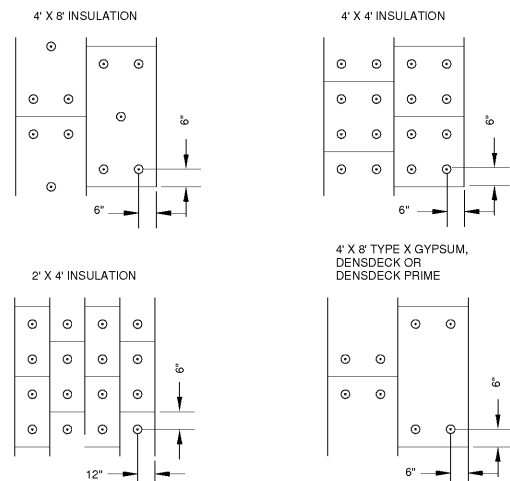 4' X 8' INSULATION
4' X 4' INSULATION
6"
6"
6"
6"
2' X 4' INSULATION
4' X 8' TYPE X GYPSUM,
DENSDECK OR
DENSDECK PRIME
6"
12"
6"
6"